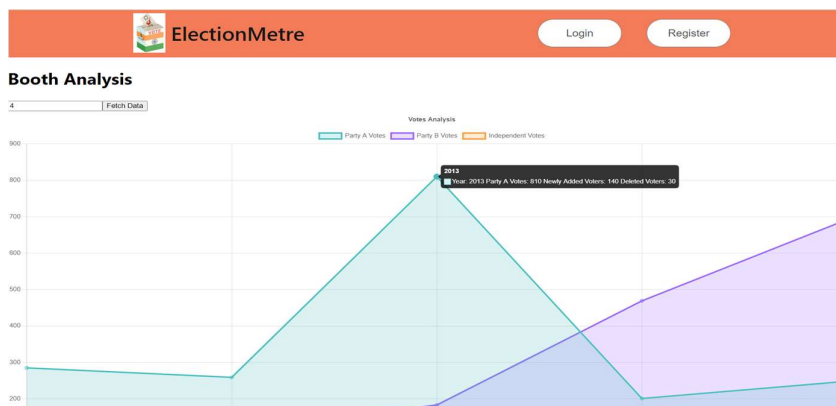 ElectionMetre
Login
Register
Booth Analysis
4
Fetch Data
Votes Analysis
Party A Votes
Party B Votes
Independent Votes
900
2013
Year: 2013 Party A Votes: 810 Newly Added Voters: 140 Deleted Voters: 30
800
700
600
500
400
300
200